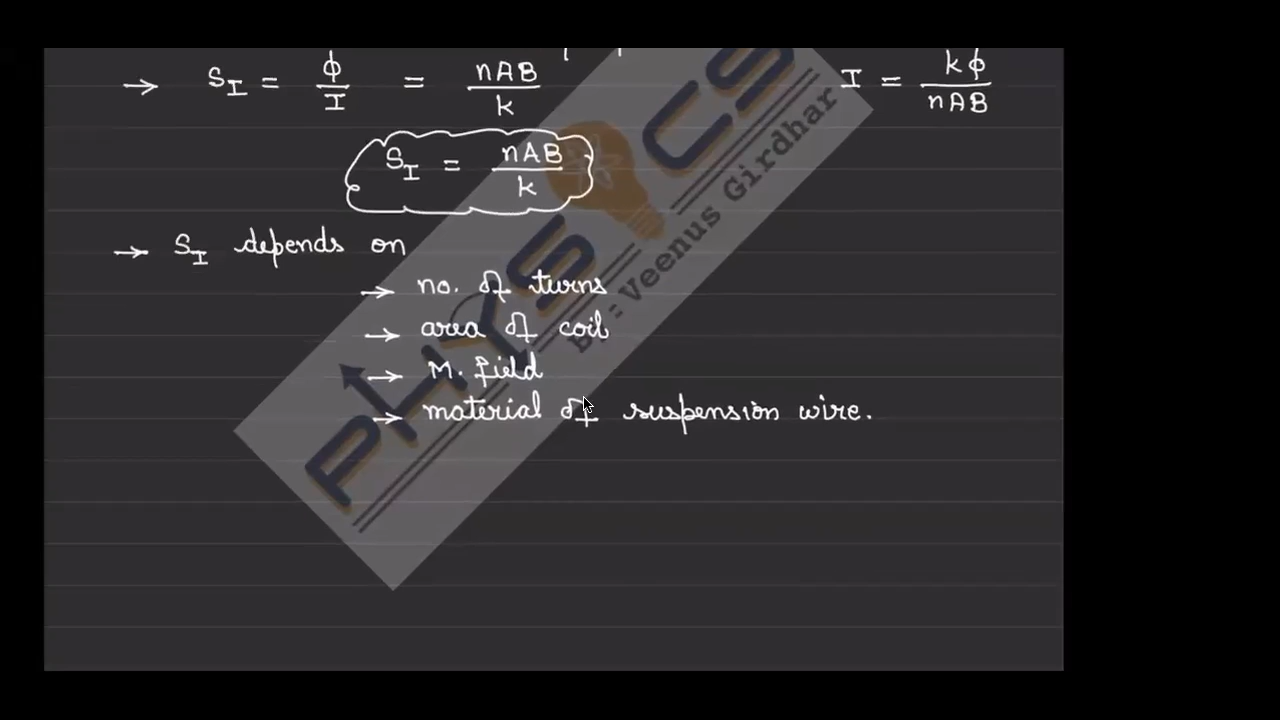 → S_I = ϕ/I = nAB/k I = kϕ/nAB
S_I = nAB/k
→ S_I depends on
→ no. of turns
→ area of coil
→ M. field
→ material of suspension wire.
PHYSICS
by : Veenus Girdhar